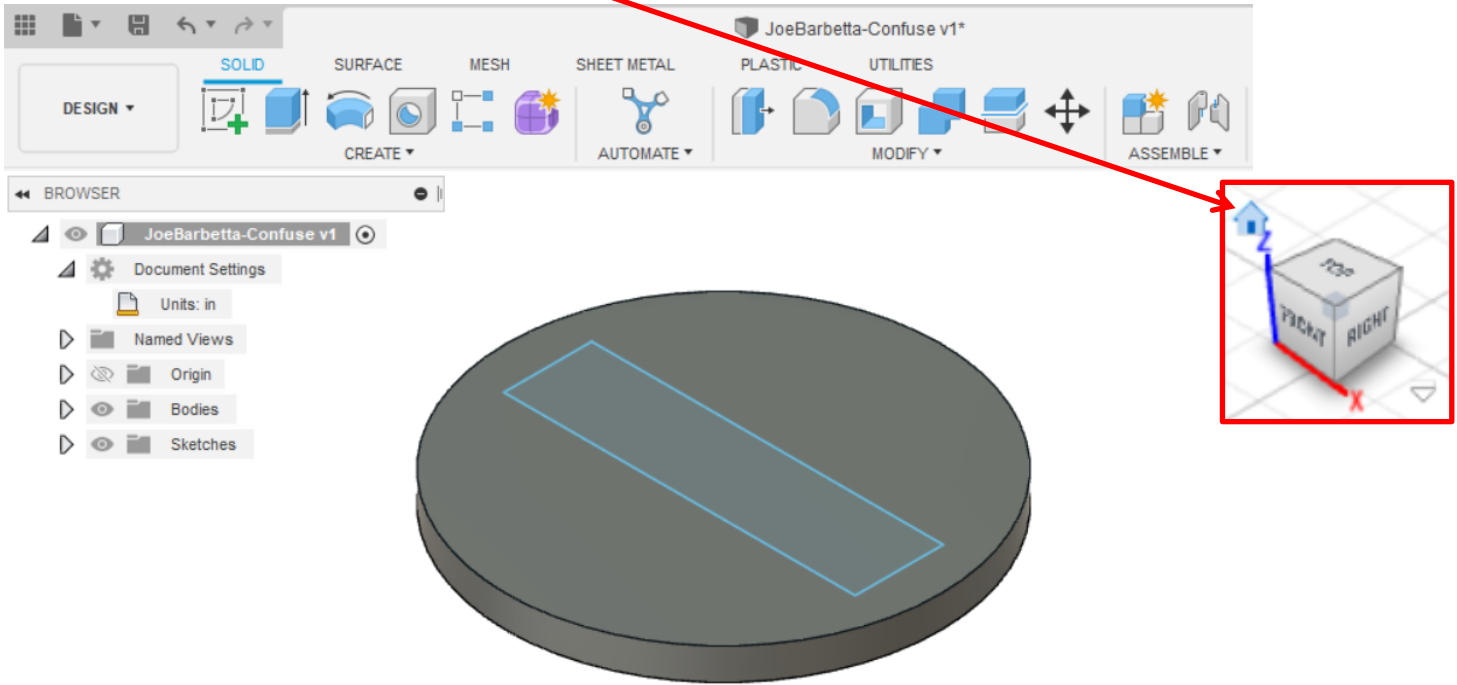 JoeBarbetta-Confuse v1*
SOLID SURFACE MESH SHEET METAL PLASTIC UTILITIES
DESIGN
CREATE AUTOMATE MODIFY ASSEMBLE
BROWSER
JoeBarbetta-Confuse v1
Document Settings
Units: in
Named Views
Origin
Bodies
Sketches
Z
TOP
FRONT RIGHT
X